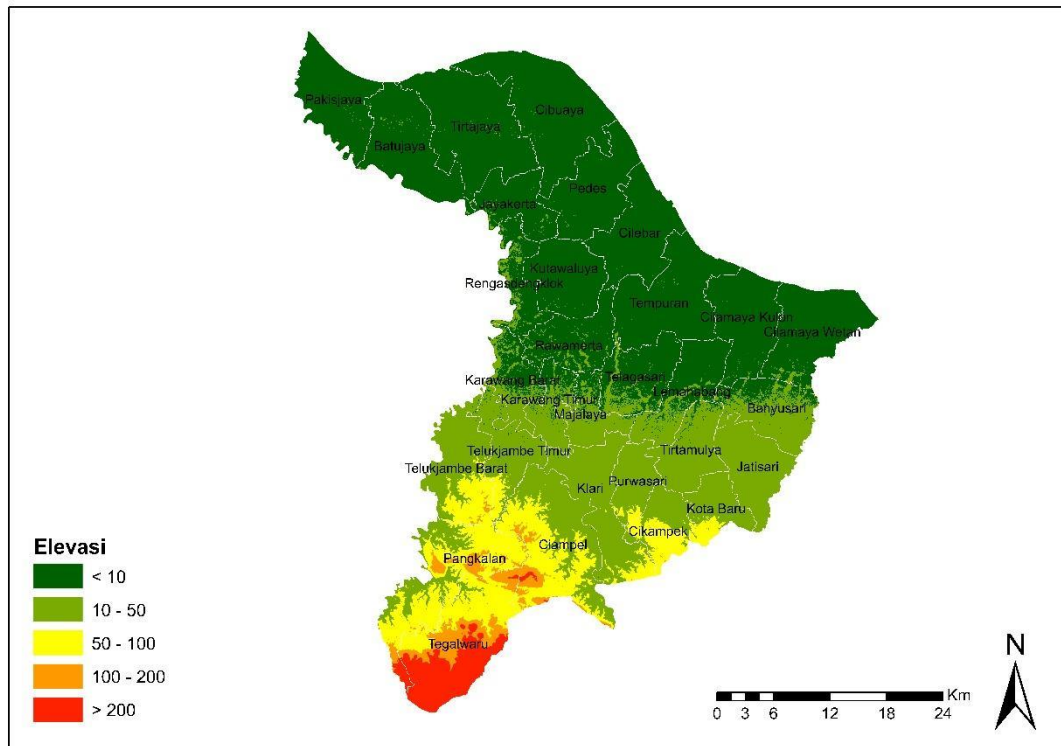 Pakisjaya
Cibuaya
Tirtajaya
Batujaya
Pedes
Jayakerta
Cilebar
Kutawaluya
Rengasdengklok
Tempuran
Cilamaya Kulon
Cilamaya Wetan
Rawamerta
Telagasari
Karawang Barat
Lemahabang
Karawang Timur
Banyusari
Majalaya
Telukjambe Timur
Tirtamulya
Telukjambe Barat
Jatisari
Klari
Purwasari
Kota Baru
Cikampek
Ciampel
Pangkalan
Tegalwaru
Elevasi
< 10
10 - 50
50 - 100
100 - 200
> 200
N
Km
0 3 6 12 18 24